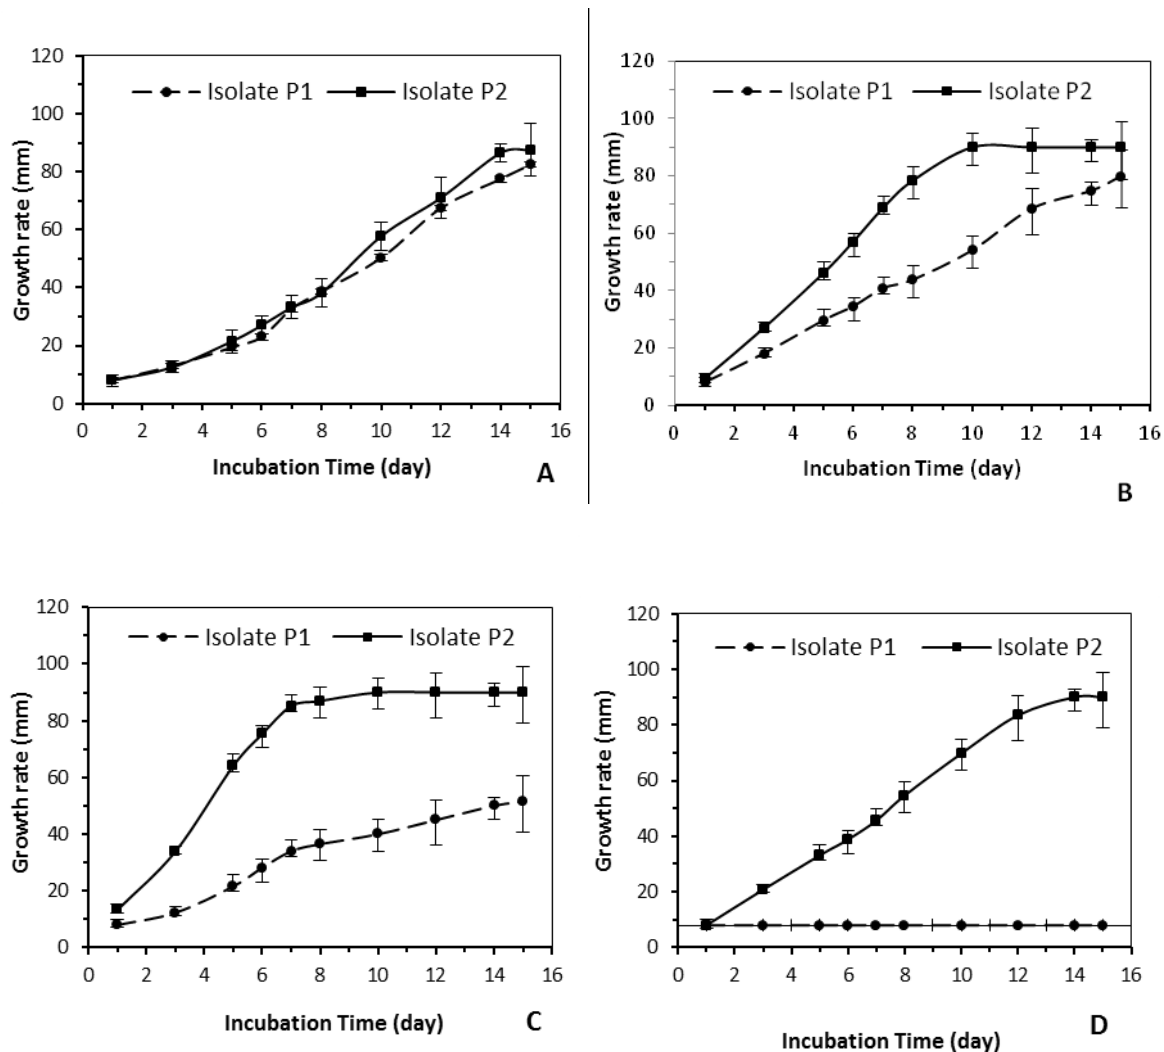 Isolate P1 Isolate P2
Growth rate (mm)
120
100
80
60
40
20
0
0 2 4 6 8 10 12 14 16
Incubation Time (day)
A
Isolate P1 Isolate P2
Growth rate (mm)
120
100
80
60
40
20
0
0 2 4 6 8 10 12 14 16
Incubation Time (day)
B
Isolate P1 Isolate P2
Growth rate (mm)
120
100
80
60
40
20
0
0 2 4 6 8 10 12 14 16
Incubation Time (day)
C
Isolate P1 Isolate P2
Growth rate (mm)
120
100
80
60
40
20
0
0 2 4 6 8 10 12 14 16
Incubation Time (day)
D